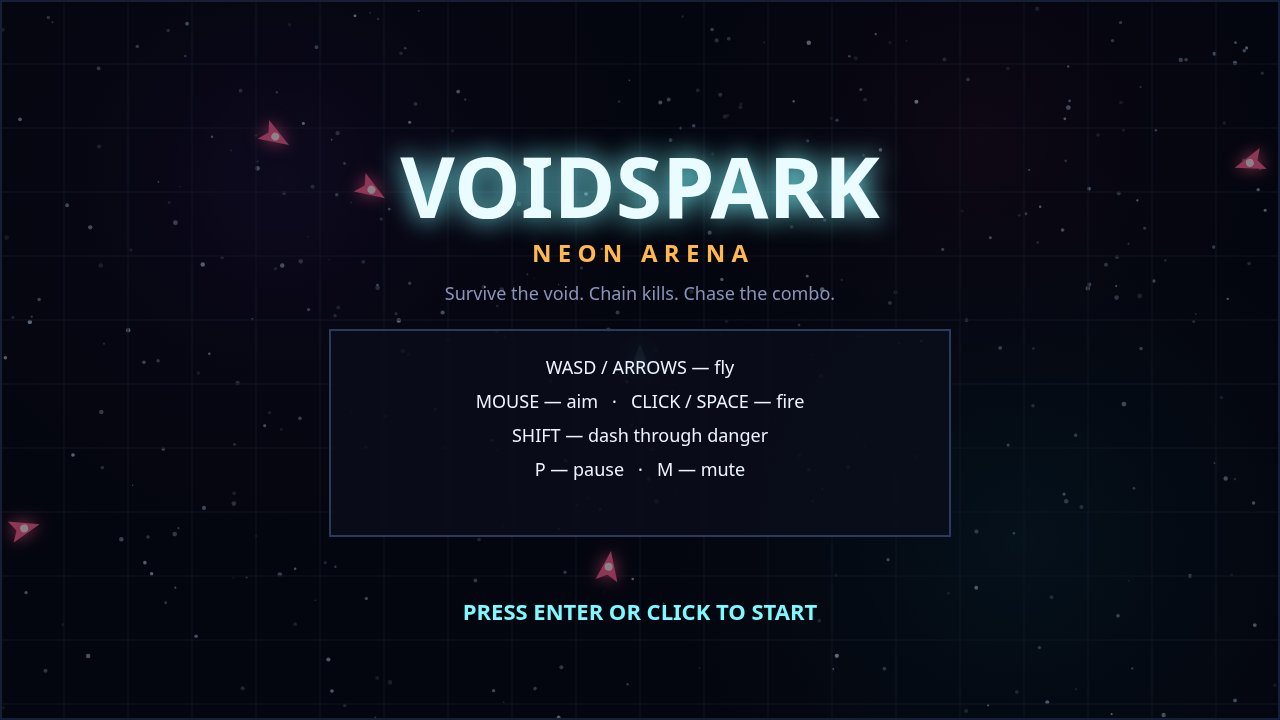 VOIDSPARK
NEON ARENA
Survive the void. Chain kills. Chase the combo.
WASD / ARROWS — fly
MOUSE — aim · CLICK / SPACE — fire
SHIFT — dash through danger
P — pause · M — mute
PRESS ENTER OR CLICK TO START